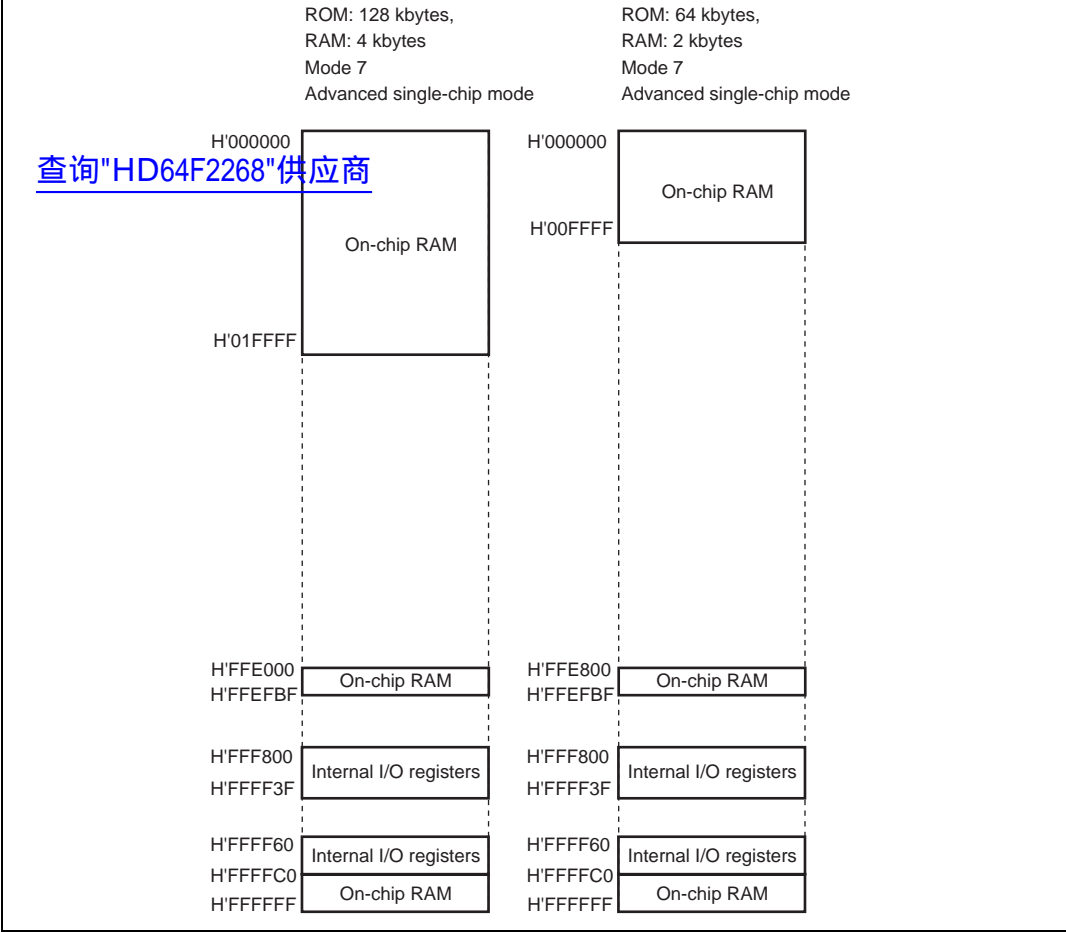 ROM: 128 kbytes,
RAM: 4 kbytes
Mode 7
Advanced single-chip mode
ROM: 64 kbytes,
RAM: 2 kbytes
Mode 7
Advanced single-chip mode
H'000000
查询"HD64F2268"供应商
On-chip RAM
H'01FFFF
H'FFE000
On-chip RAM
H'FFEFBF
H'FFF800
Internal I/O registers
H'FFFF3F
H'FFFF60
Internal I/O registers
H'FFFFC0
On-chip RAM
H'FFFFFF
H'000000
On-chip RAM
H'00FFFF
H'FFE800
On-chip RAM
H'FFEFBF
H'FFF800
Internal I/O registers
H'FFFF3F
H'FFFF60
Internal I/O registers
H'FFFFC0
On-chip RAM
H'FFFFFF